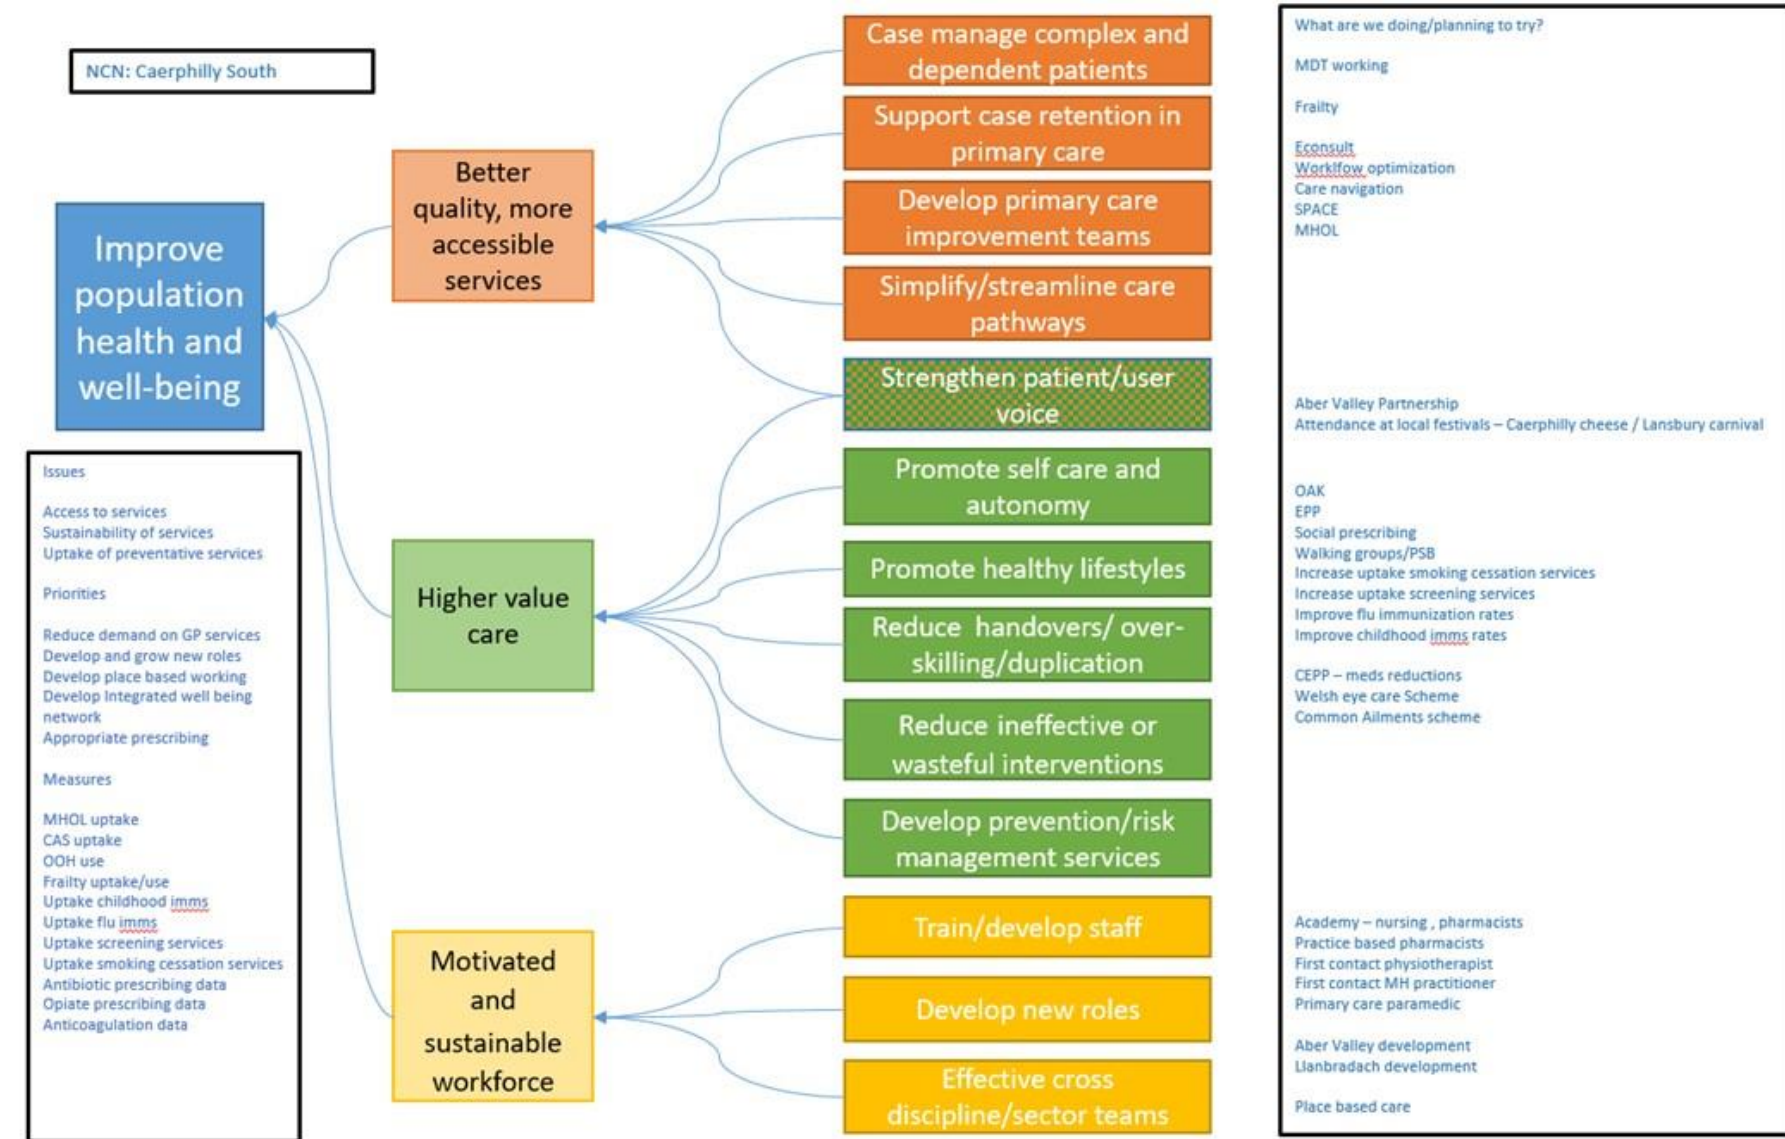 NCN: Caerphilly South
Improve
population
health and
well-being
Issues
Access to services
Sustainability of services
Uptake of preventative services
Priorities
Reduce demand on GP services
Develop and grow new roles
Develop place based working
Develop Integrated well being
network
Appropriate prescribing
Measures
MHOL uptake
CAS uptake
OOH use
Frailty uptake/use
Uptake childhood imms
Uptake flu imms
Uptake screening services
Uptake smoking cessation services
Antibiotic prescribing data
Opiate prescribing data
Anticoagulation data
Better
quality, more
accessible
services
Higher value
care
Motivated
and
sustainable
workforce
Case manage complex and
dependent patients
Support case retention in
primary care
Develop primary care
improvement teams
Simplify/streamline care
pathways
Strengthen patient/user
voice
Promote self care and
autonomy
Promote healthy lifestyles
Reduce handovers/ over-
skilling/duplication
Reduce ineffective or
wasteful interventions
Develop prevention/risk
management services
Train/develop staff
Develop new roles
Effective cross
discipline/sector teams
What are we doing/planning to try?
MDT working
Frailty
Econsult
Worklfow optimization
Care navigation
SPACE
MHOL
Aber Valley Partnership
Attendance at local festivals – Caerphilly cheese / Lansbury carnival
OAK
EPP
Social prescribing
Walking groups/PSB
Increase uptake smoking cessation services
Increase uptake screening services
Improve flu immunization rates
Improve childhood imms rates
CEPP – meds reductions
Welsh eye care Scheme
Common Ailments scheme
Academy – nursing , pharmacists
Practice based pharmacists
First contact physiotherapist
First contact MH practitioner
Primary care paramedic
Aber Valley development
Llanbradach development
Place based care